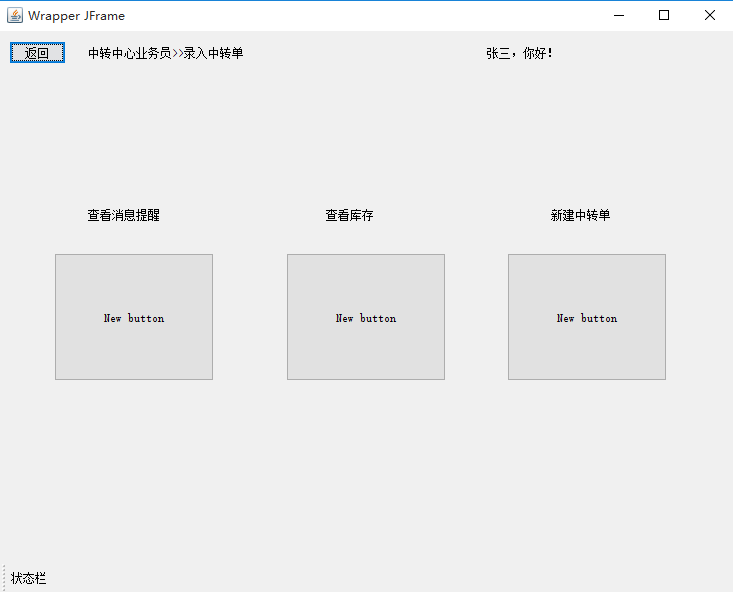 Wrapper JFrame
返回 中转中心业务员>>录入中转单 张三，你好！
查看消息提醒 查看库存 新建中转单
New button New button New button
状态栏